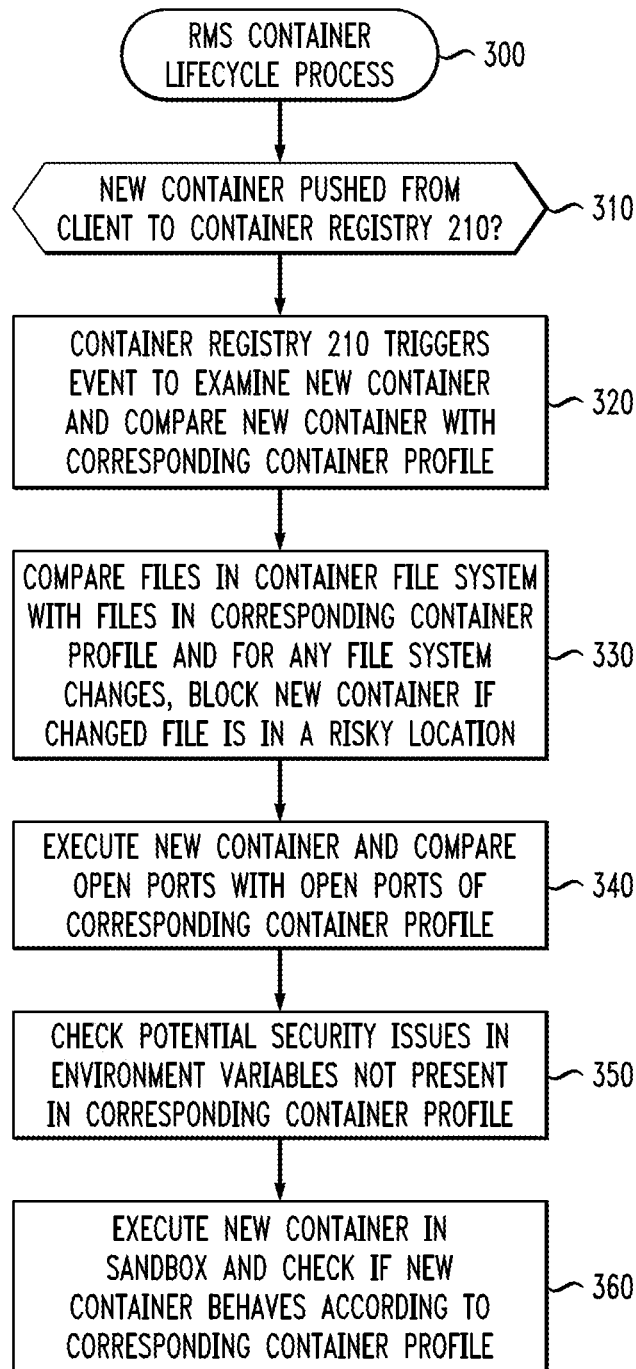 RMS CONTAINER
LIFECYCLE PROCESS
300
NEW CONTAINER PUSHED FROM
CLIENT TO CONTAINER REGISTRY 210?
310
CONTAINER REGISTRY 210 TRIGGERS
EVENT TO EXAMINE NEW CONTAINER
AND COMPARE NEW CONTAINER WITH
CORRESPONDING CONTAINER PROFILE
320
COMPARE FILES IN CONTAINER FILE SYSTEM
WITH FILES IN CORRESPONDING CONTAINER
PROFILE AND FOR ANY FILE SYSTEM
CHANGES, BLOCK NEW CONTAINER IF
CHANGED FILE IS IN A RISKY LOCATION
330
EXECUTE NEW CONTAINER AND COMPARE
OPEN PORTS WITH OPEN PORTS OF
CORRESPONDING CONTAINER PROFILE
340
CHECK POTENTIAL SECURITY ISSUES IN
ENVIRONMENT VARIABLES NOT PRESENT
IN CORRESPONDING CONTAINER PROFILE
350
EXECUTE NEW CONTAINER IN
SANDBOX AND CHECK IF NEW
CONTAINER BEHAVES ACCORDING TO
CORRESPONDING CONTAINER PROFILE
360